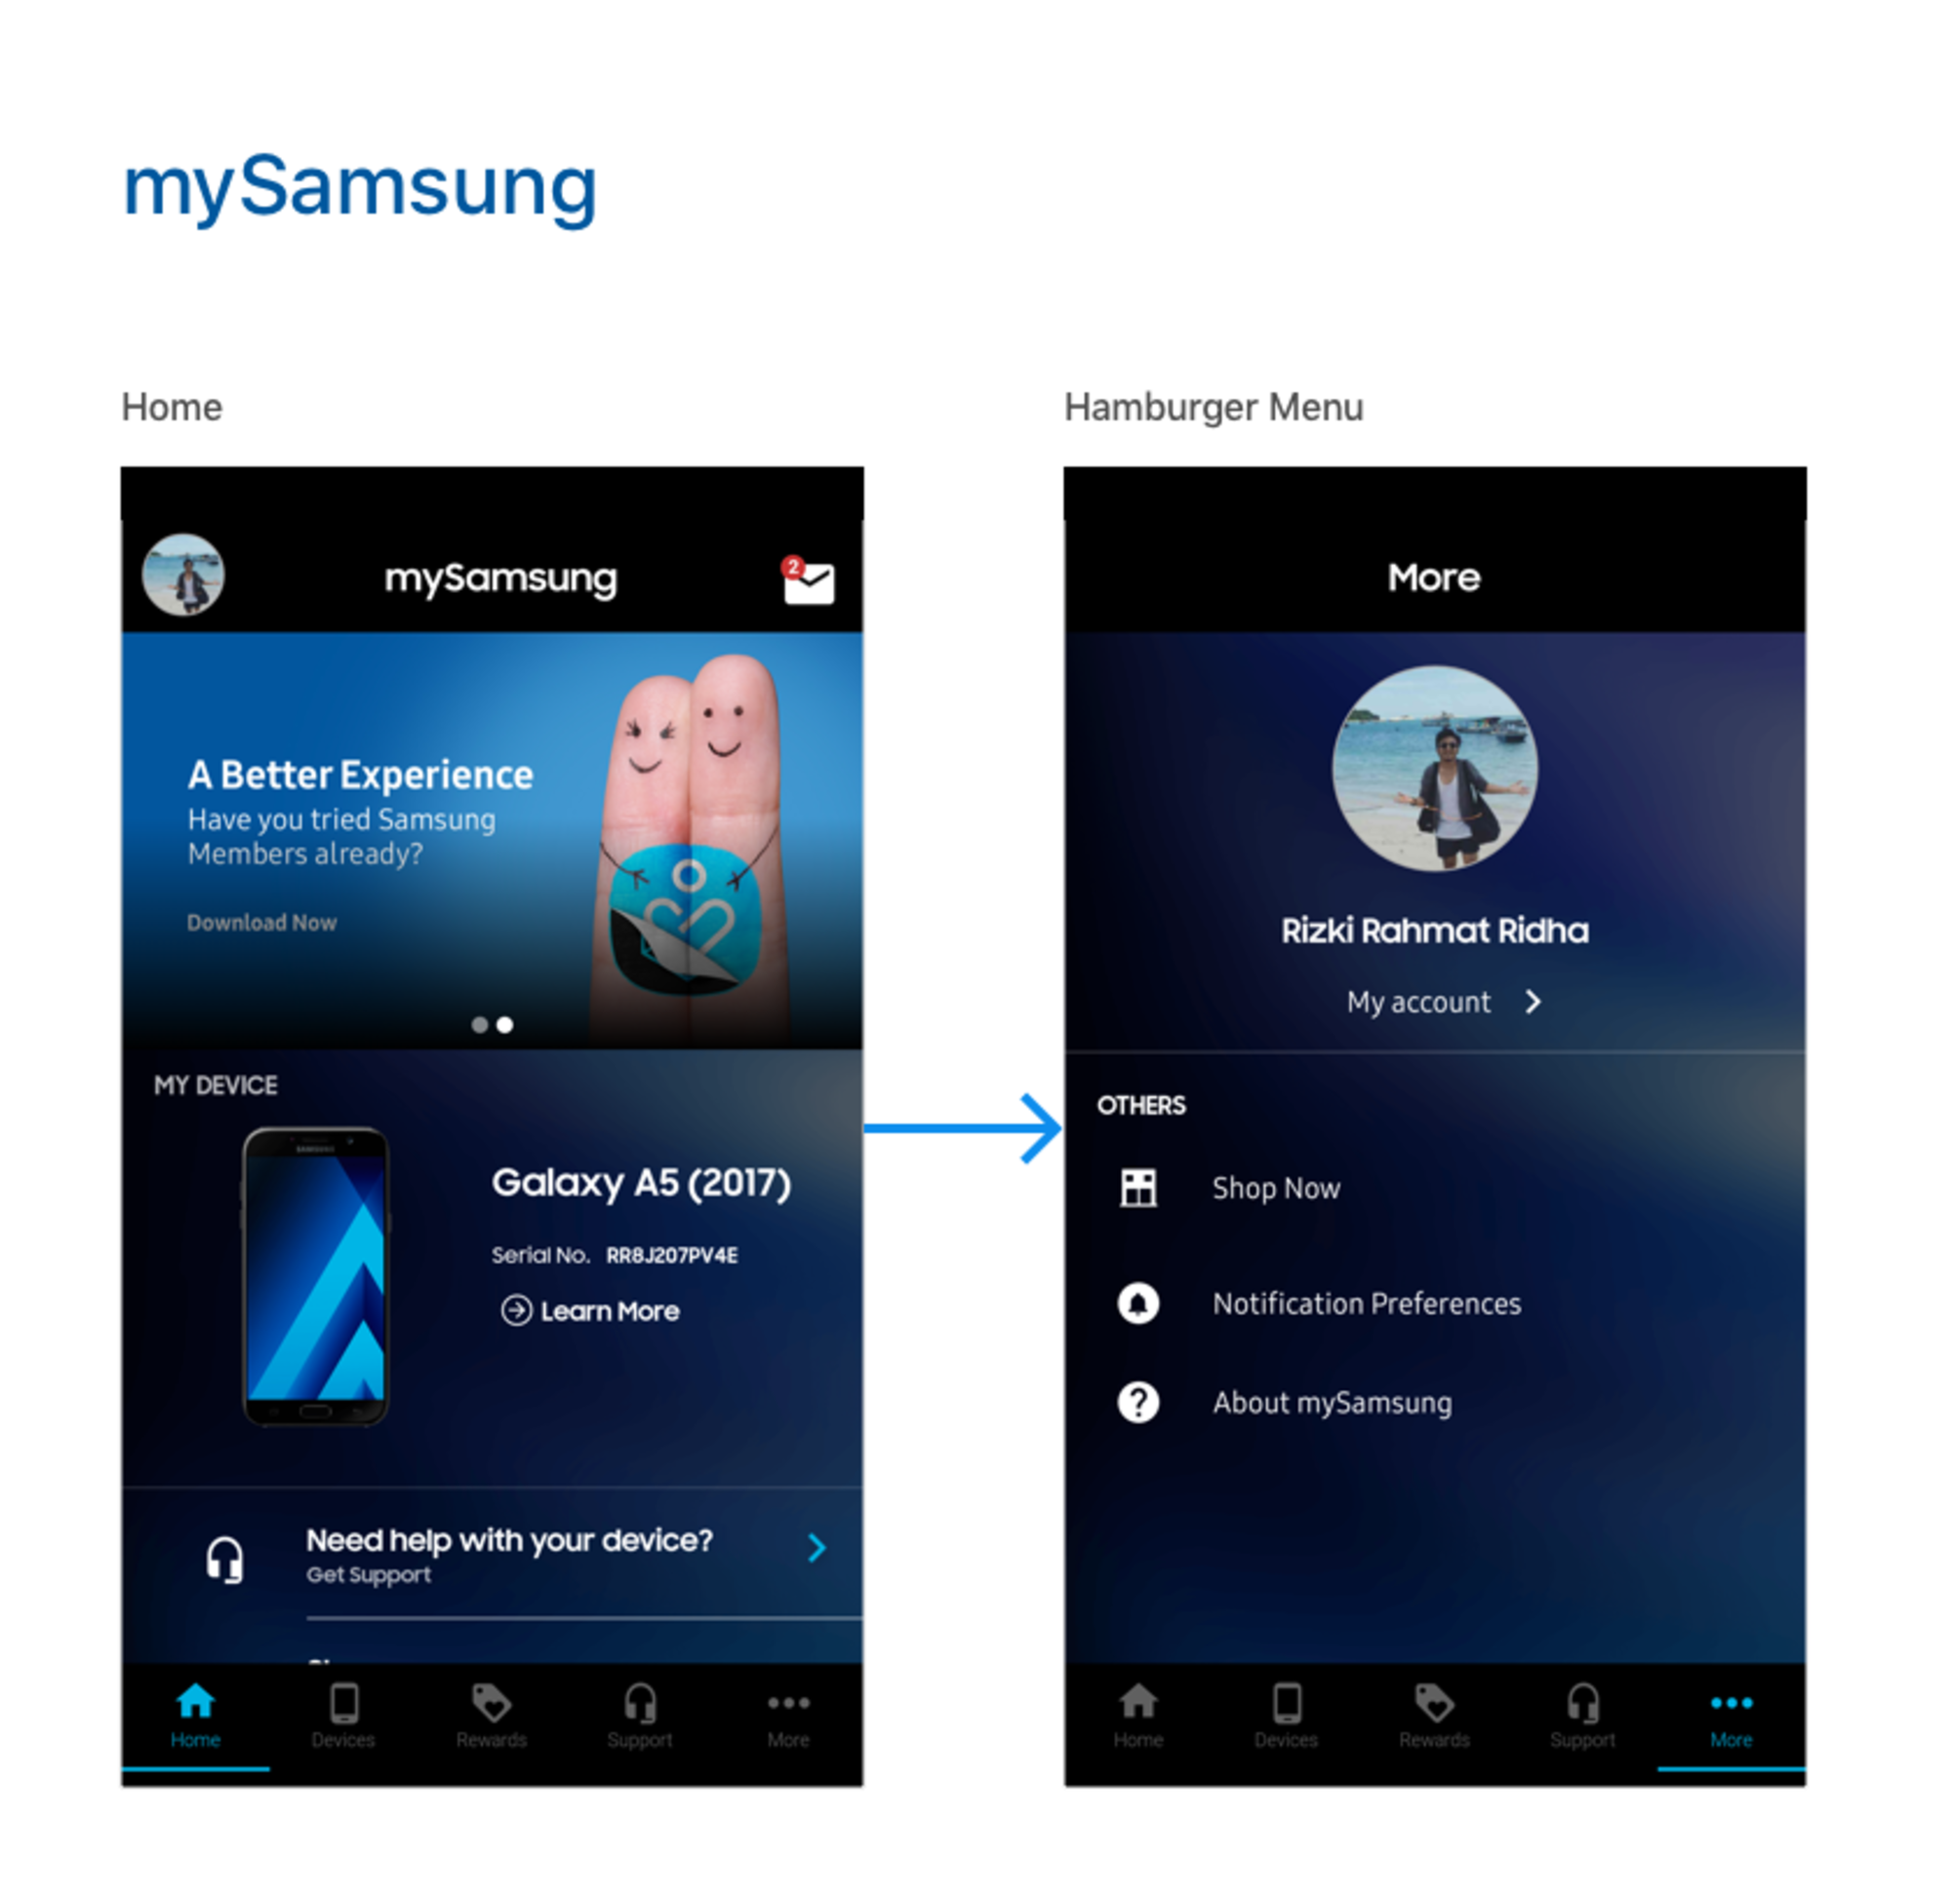 mySamsung
Home
mySamsung
2
A Better Experience
Have you tried Samsung
Members already?
Download Now
MY DEVICE
SAMSUNG
Galaxy A5 (2017)
Serial No. RR8J207PV4E
Learn More
Need help with your device?
Get Support
Home
Devices
Rewards
Support
More
Hamburger Menu
More
Rizki Rahmat Ridha
My account
OTHERS
Shop Now
Notification Preferences
About mySamsung
Home
Devices
Rewards
Support
More